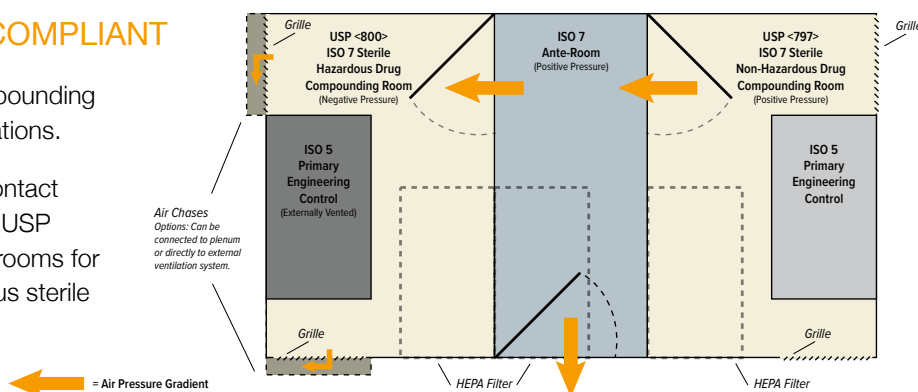 COMPLIANT
pounding
ations.
ontact
USP
rooms for
us sterile
Grille
USP <800>
ISO 7 Sterile
Hazardous Drug
Compounding Room
(Negative Pressure)
ISO 7
Ante-Room
(Positive Pressure)
USP <797>
ISO 7 Sterile
Non-Hazardous Drug
Compounding Room
(Positive Pressure)
Grille
ISO 5
Primary
Engineering
Control
(Externally Vented)
ISO 5
Primary
Engineering
Control
Air Chases
Options: Can be
connected to plenum
or directly to external
ventilation system.
Grille
Grille
= Air Pressure Gradient
HEPA Filter
HEPA Filter